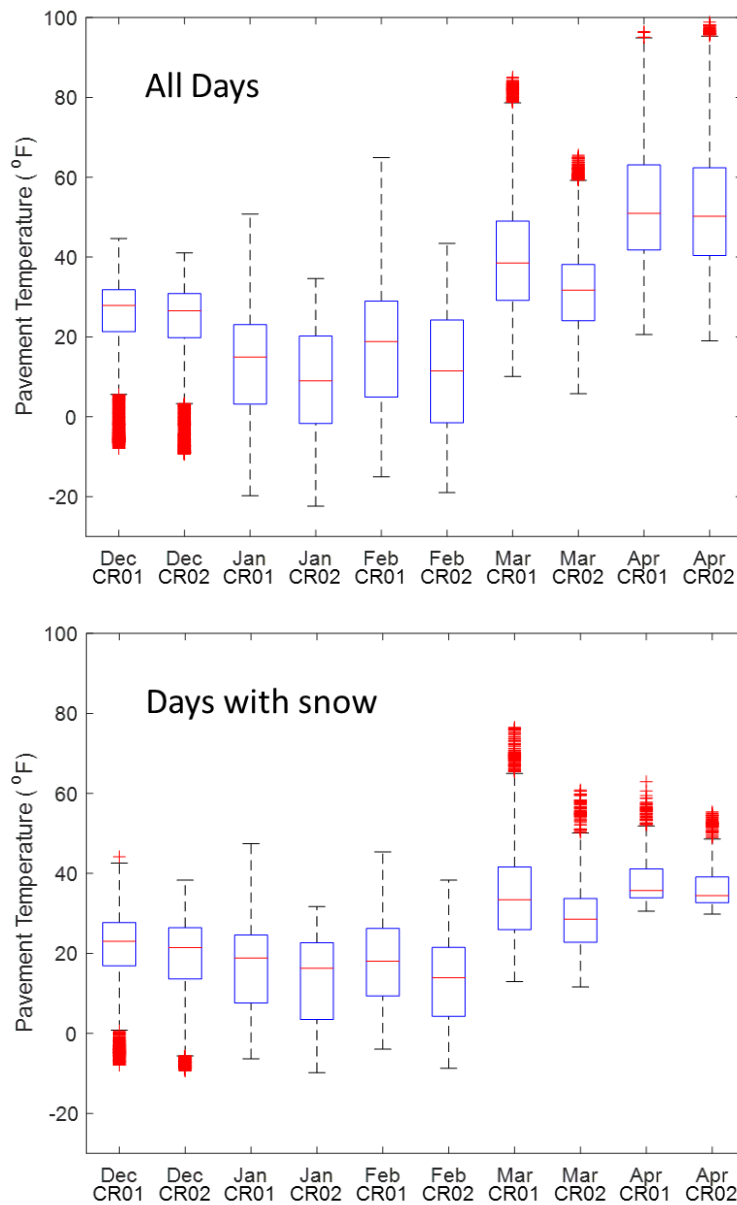 100
80
60
40
20
0
-20
Pavement Temperature ( °F)
All Days
Dec Dec Jan Jan Feb Feb Mar Mar Apr Apr
CR01 CR02 CR01 CR02 CR01 CR02 CR01 CR02 CR01 CR02
100
80
60
40
20
0
-20
Pavement Temperature ( °F)
Days with snow
Dec Dec Jan Jan Feb Feb Mar Mar Apr Apr
CR01 CR02 CR01 CR02 CR01 CR02 CR01 CR02 CR01 CR02